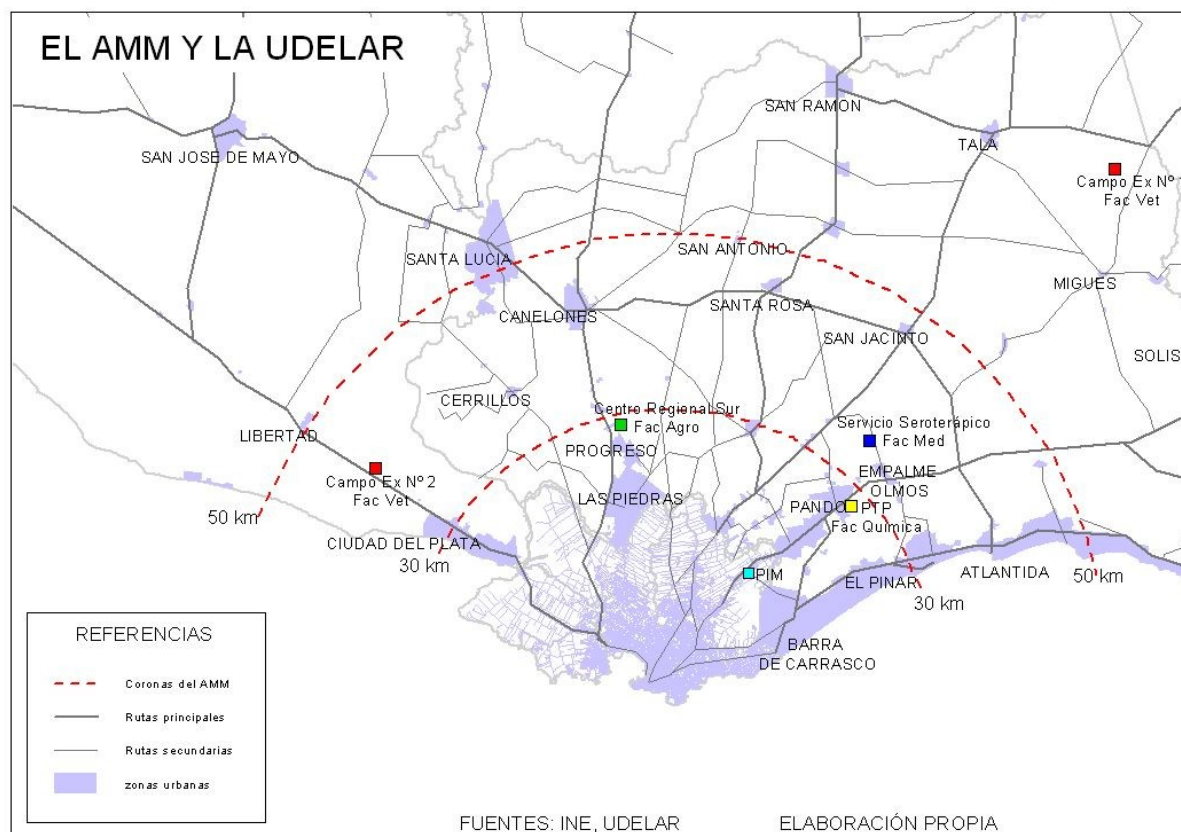 EL AMM Y LA UDELAR
SAN RAMON
TALA
SAN JOSE DE MAYO
Campo Ex Nº
Fac Vet
SAN ANTONIO
SANTA LUCIA
MIGUES
SANTA ROSA
CANELONES
SAN JACINTO
SOLIS
CERRILLOS
Centro Regional Sur
Fac Agro
Servicio Seroterápico
Fac Med
LIBERTAD
PROGRESO
EMPALME
OLMOS
Campo Ex Nº 2
Fac Vet
LAS PIEDRAS
PANDO
PTP
Fac Quimica
50 km
CIUDAD DEL PLATA
30 km
PIM
EL PINAR
ATLANTIDA
50 km
30 km
BARRA
DE CARRASCO
REFERENCIAS
Coronas del AMM
Rutas principales
Rutas secundarias
zonas urbanas
FUENTES: INE, UDELAR
ELABORACIÓN PROPIA